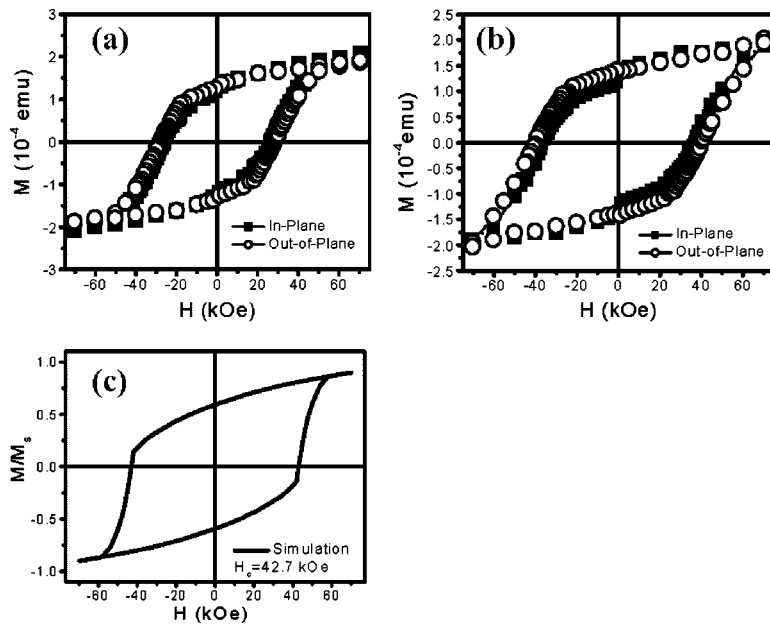 (a)
M (10⁻⁴ emu)
3
2
1
0
-1
-2
-3
In-Plane
Out-of-Plane
-60 -40 -20 0 20 40 60
H (kOe)
(b)
M (10⁻⁴emu)
2.5
2.0
1.5
1.0
0.5
0.0
-0.5
-1.0
-1.5
-2.0
-2.5
In-Plane
Out-of-Plane
-60 -40 -20 0 20 40 60
H (kOe)
(c)
M/Mₛ
1.0
0.5
0.0
-0.5
-1.0
Simulation
H_c=42.7 kOe
-60 -40 -20 0 20 40 60
H (kOe)